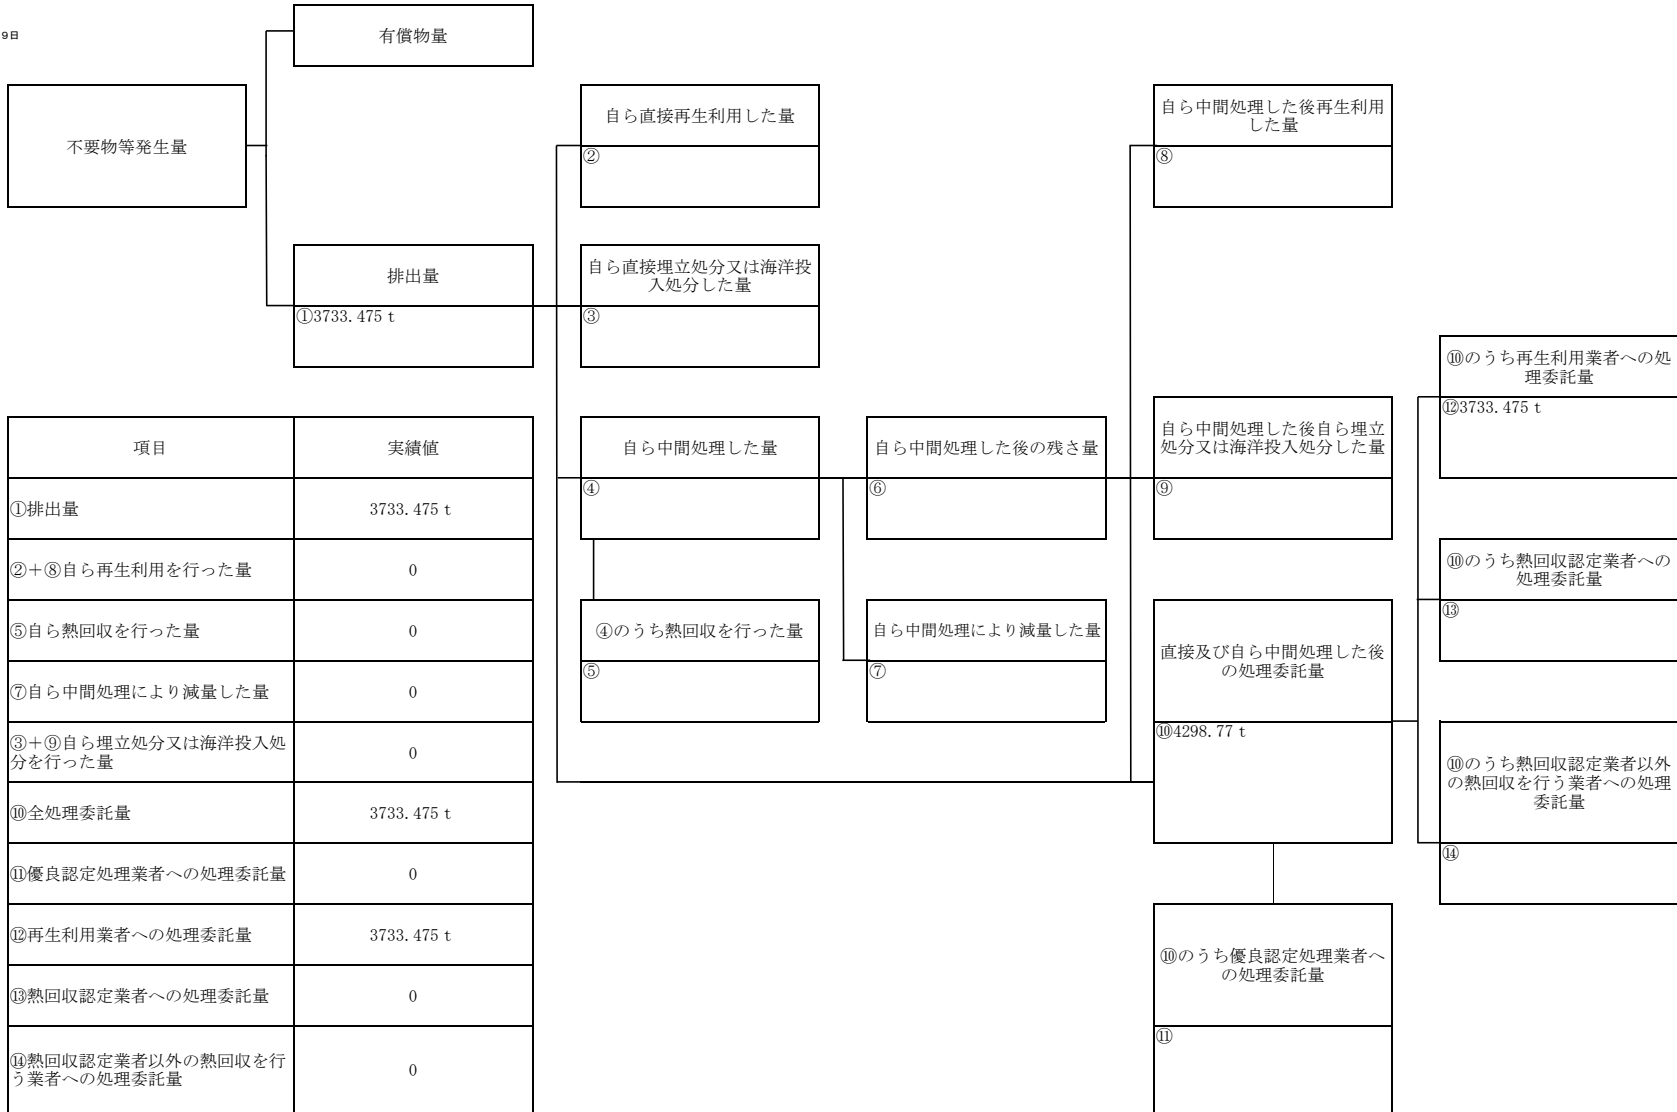 9日
有償物量
不要物等発生量
自ら直接再生利用した量
②
自ら中間処理した後再生利用
した量
⑧
排出量
①3733.475ｔ
自ら直接埋立処分又は海洋投
入処分した量
③
⑩のうち再生利用業者への処
理委託量
⑫3733.475ｔ
自ら中間処理した量
④
自ら中間処理した後の残さ量
⑥
自ら中間処理した後自ら埋立
処分又は海洋投入処分した量
⑨
⑩のうち熱回収認定業者への
処理委託量
⑬
④のうち熱回収を行った量
⑤
自ら中間処理により減量した量
⑦
直接及び自ら中間処理した後
の処理委託量
⑩4298.77ｔ
⑩のうち熱回収認定業者以外
の熱回収を行う業者への処理
委託量
⑭
⑩のうち優良認定処理業者へ
の処理委託量
⑪
項目 実績値
①排出量 3733.475ｔ
②＋⑧自ら再生利用を行った量 0
⑤自ら熱回収を行った量 0
⑦自ら中間処理により減量した量 0
③＋⑨自ら埋立処分又は海洋投入処
分を行った量 0
⑩全処理委託量 3733.475ｔ
⑪優良認定処理業者への処理委託量 0
⑫再生利用業者への処理委託量 3733.475ｔ
⑬熱回収認定業者への処理委託量 0
⑭熱回収認定業者以外の熱回収を行
う業者への処理委託量 0